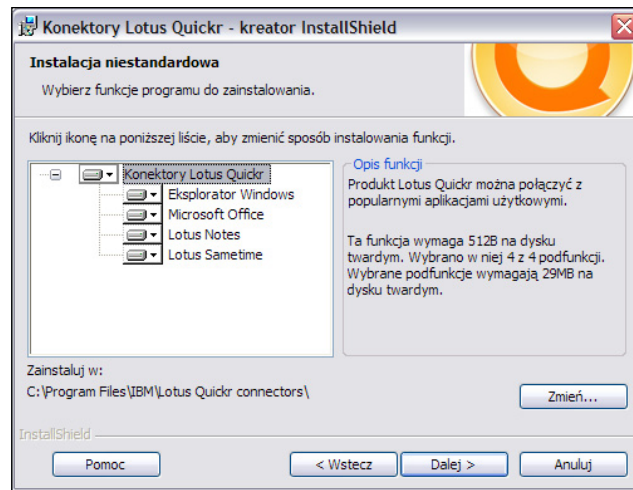 Konektory Lotus Quickr - kreator InstallShield
Instalacja niestandardowa
Wybierz funkcje programu do zainstalowania.
Kliknij ikonę na poniższej liście, aby zmienić sposób instalowania funkcji.
Konektory Lotus Quickr
Eksplorator Windows
Microsoft Office
Lotus Notes
Lotus Sametime
Opis funkcji
Produkt Lotus Quickr można połączyć z
popularnymi aplikacjami użytkowymi.
Ta funkcja wymaga 512B na dysku
twardym. Wybrano w niej 4 z 4 podfunkcji.
Wybrane podfunkcje wymagają 29MB na
dysku twardym.
Zainstaluj w:
C:\Program Files\IBM\Lotus Quickr connectors\
Zmień...
InstallShield
Pomoc
< Wstecz
Dalej >
Anuluj